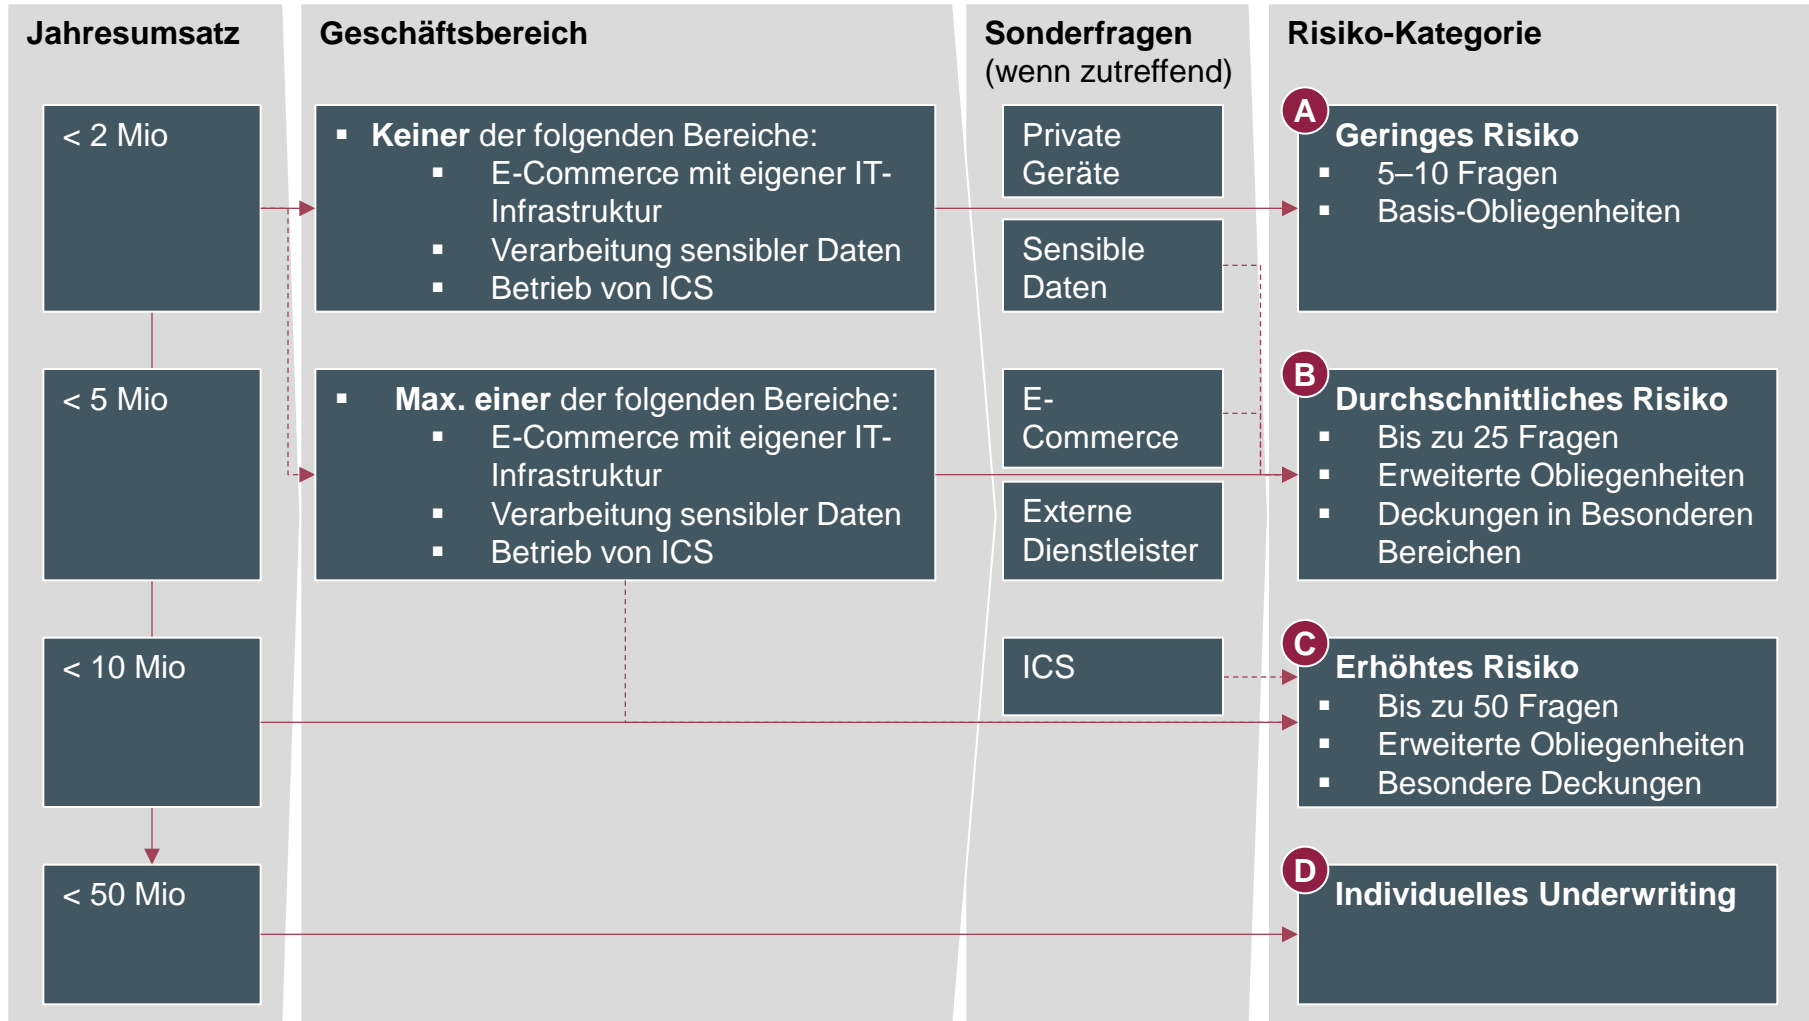 Jahresumsatz
< 2 Mio
< 5 Mio
< 10 Mio
< 50 Mio
Geschäftsbereich
▪ Keiner der folgenden Bereiche:
▪ E-Commerce mit eigener IT-
Infrastruktur
▪ Verarbeitung sensibler Daten
▪ Betrieb von ICS
▪ Max. einer der folgenden Bereiche:
▪ E-Commerce mit eigener IT-
Infrastruktur
▪ Verarbeitung sensibler Daten
▪ Betrieb von ICS
Sonderfragen
(wenn zutreffend)
Private
Geräte
Sensible
Daten
E-
Commerce
Externe
Dienstleister
ICS
Risiko-Kategorie
A
Geringes Risiko
▪ 5–10 Fragen
▪ Basis-Obliegenheiten
B
Durchschnittliches Risiko
▪ Bis zu 25 Fragen
▪ Erweiterte Obliegenheiten
▪ Deckungen in Besonderen
Bereichen
C
Erhöhtes Risiko
▪ Bis zu 50 Fragen
▪ Erweiterte Obliegenheiten
▪ Besondere Deckungen
D
Individuelles Underwriting